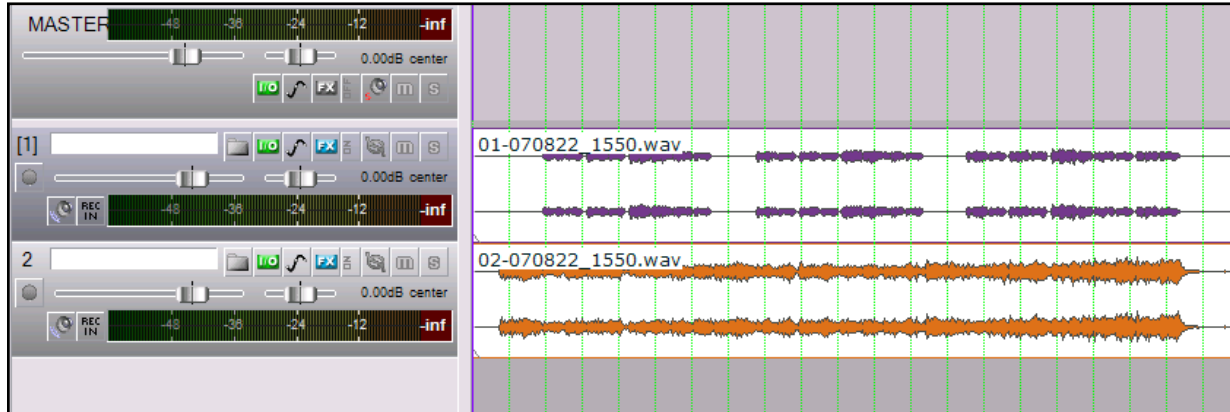 MASTER -48 -36 -24 -12 -inf
0.00dB center
I/O FX m s
[1] I/O FX m s
0.00dB center
REC IN -48 -36 -24 -12 -inf
01-070822_1550.wav
2 I/O FX m s
0.00dB center
REC IN -48 -36 -24 -12 -inf
02-070822_1550.wav